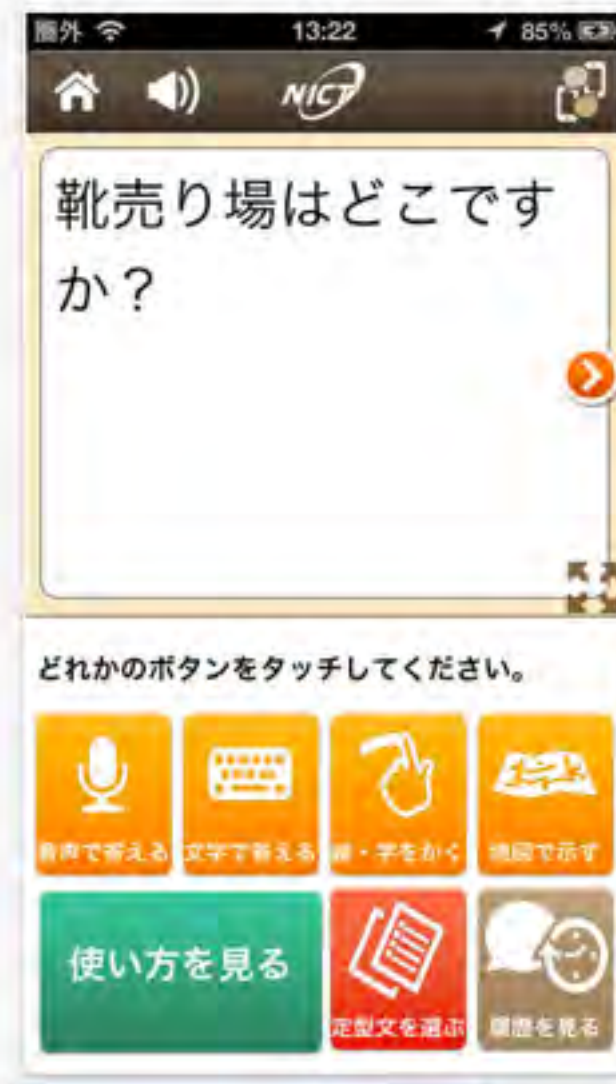 圏外 13:22 85%
NICT
靴売り場はどこです
か？
どれかのボタンをタッチしてください。
音声で答える 文字で答える 絵・字をかく 地図で示す
使い方を見る 定型文を選ぶ 履歴を見る